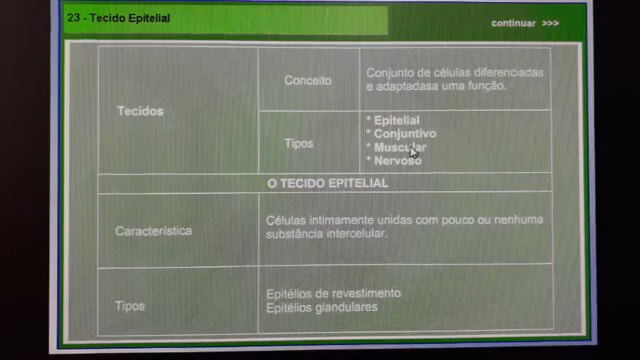 23 - Tecido Epitelial
continuar >>>
Tecidos
Conceito
Conjunto de células diferenciadas
e adaptadasa uma função.
Tipos
* Epitelial
* Conjuntivo
* Muscular
* Nervoso
O TECIDO EPITELIAL
Característica
Células intimamente unidas com pouco ou nenhuma
substância intercelular.
Tipos
Epitélios de revestimento
Epitélios glandulares